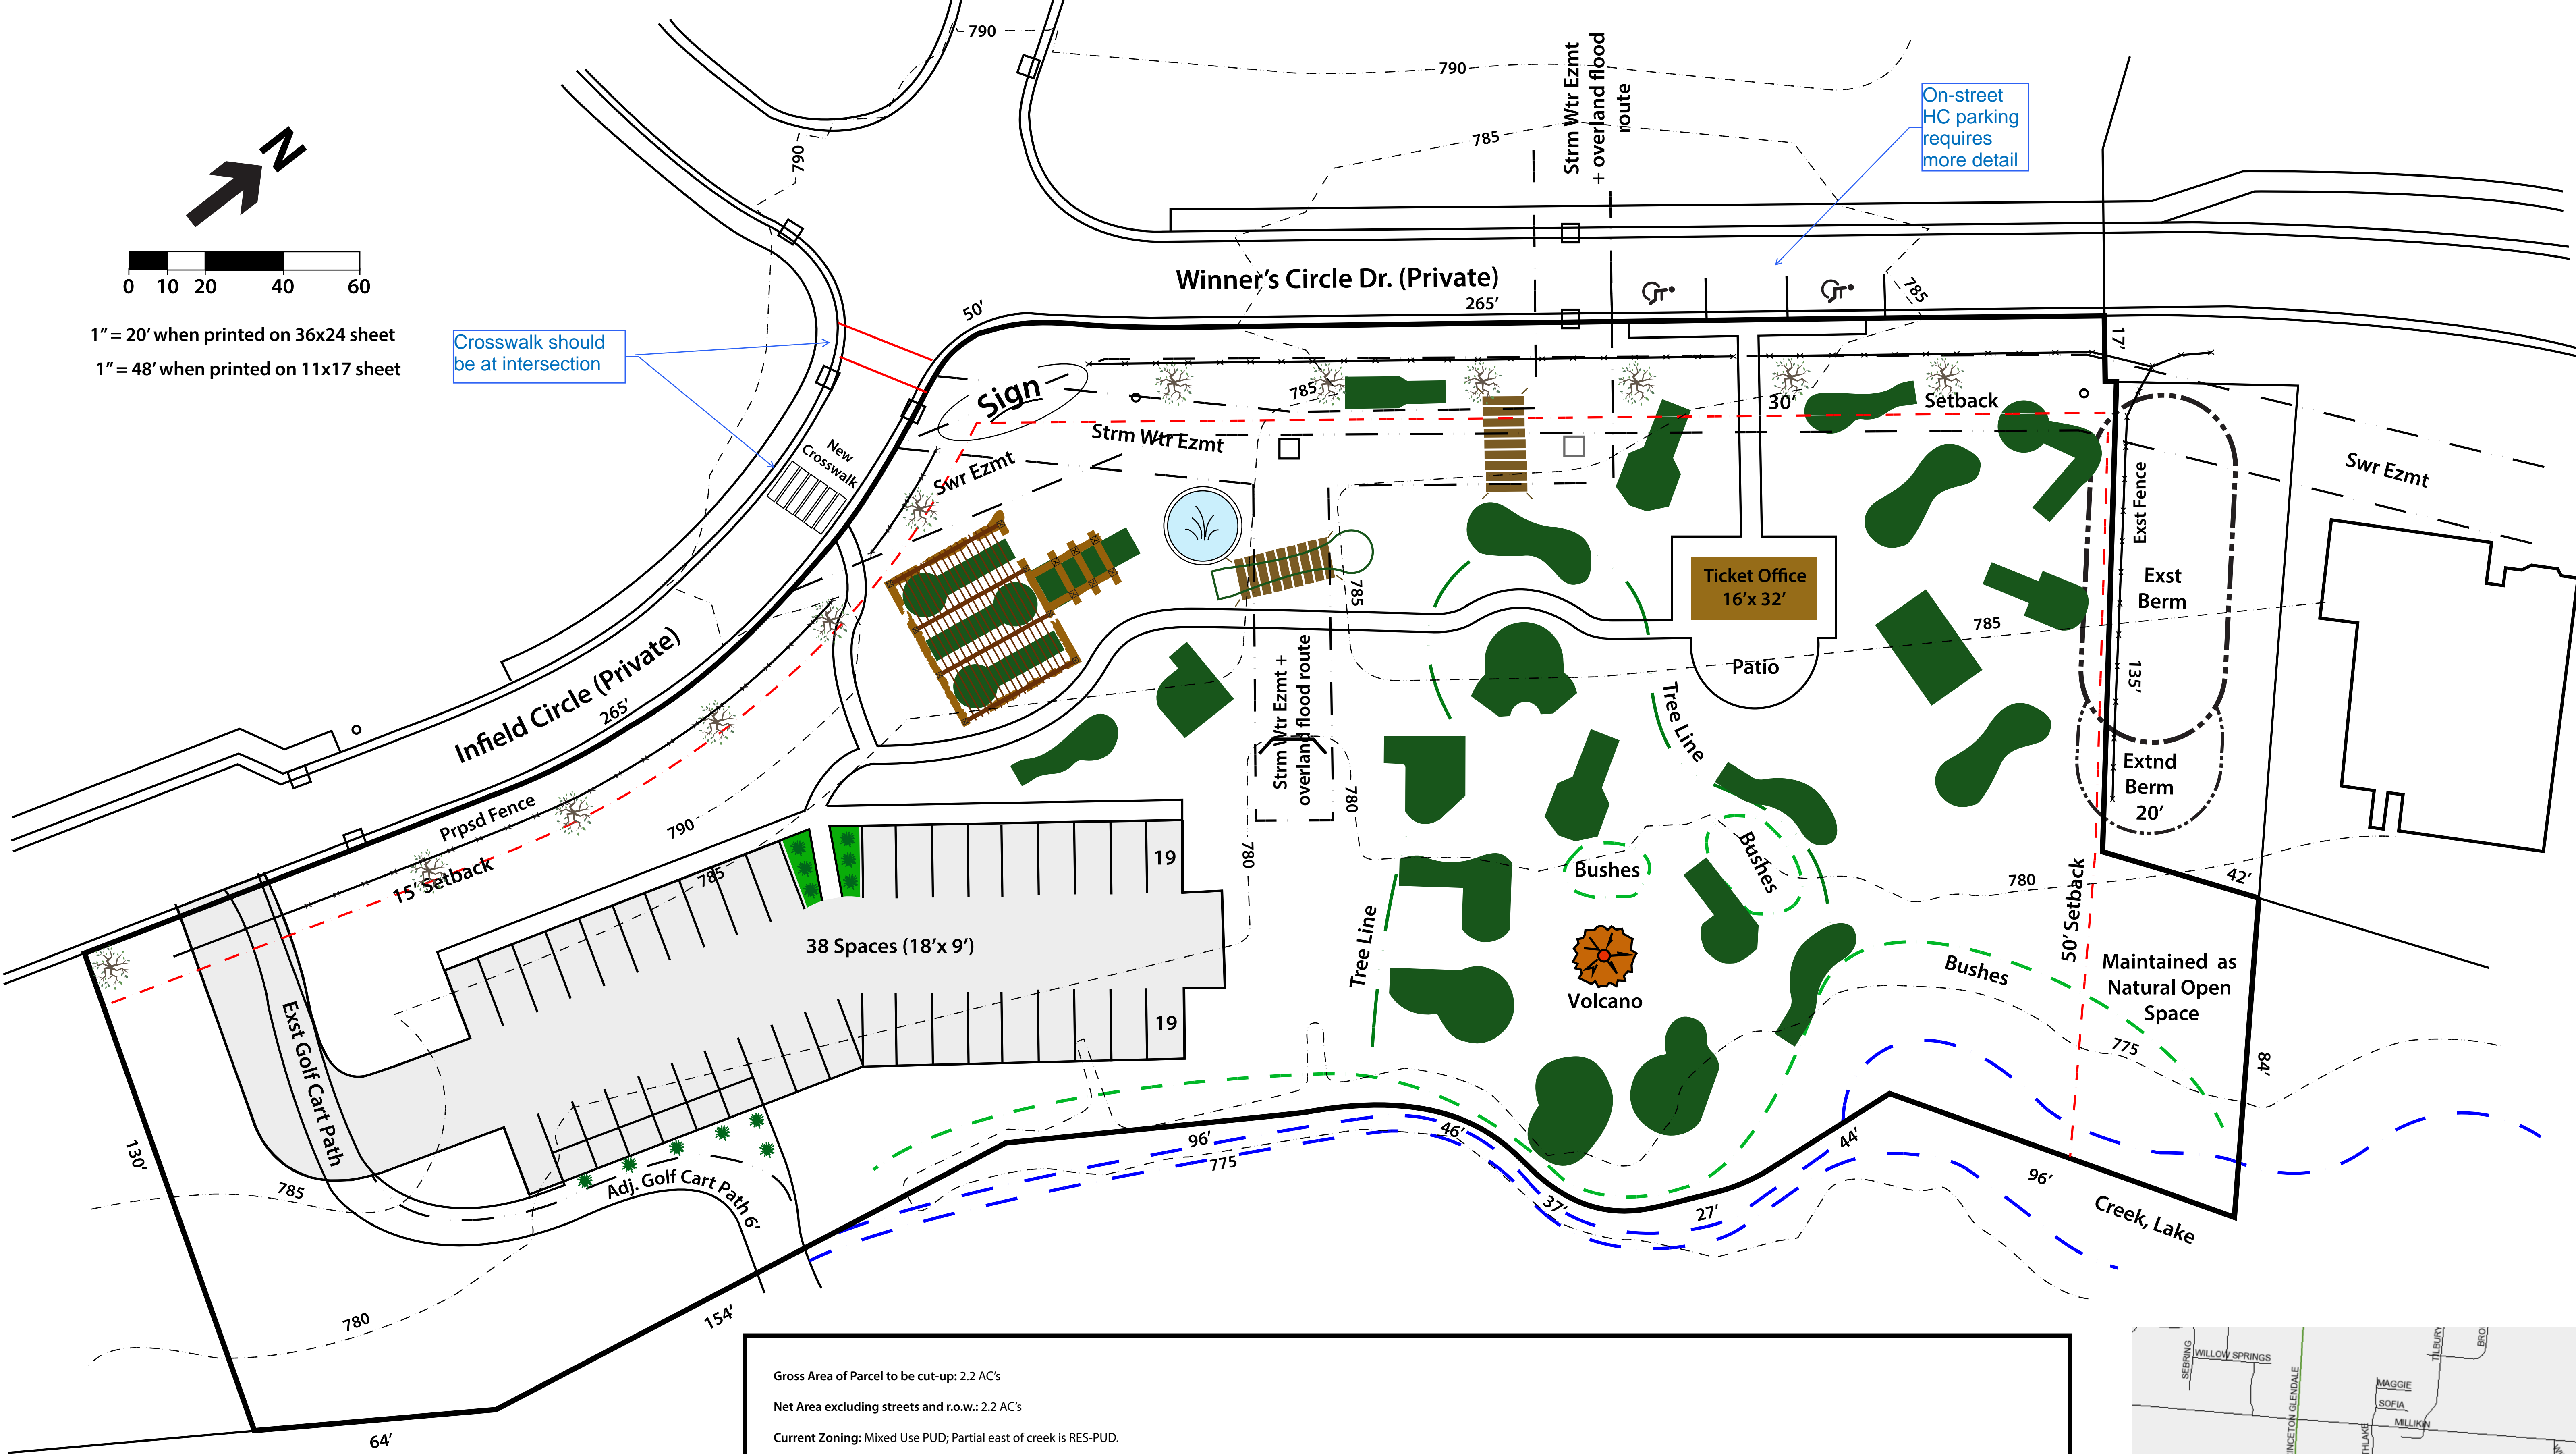 790
790
790
785
Strm Wtr Ezmt
+ overland flood
route
On-street
HC parking
requires
more detail
N
0 10 20 40 60
1” = 20’ when printed on 36x24 sheet
1” = 48’ when printed on 11x17 sheet
Crosswalk should
be at intersection
Winner’s Circle Dr. (Private)
50’
265’
785
17’
Sign
785
30’
Setback
Strm Wtr Ezmt
Swr Ezmt
Swr Ezmt
New
Crosswalk
Exst Fence
Exst
Berm
Ticket Office
16’x 32’
785
785
Patio
135’
Infield Circle (Private)
265’
Strm Wtr Ezmt +
overland flood route
Tree Line
Extnd
Berm
20’
Prpsd Fence
790
780
780
15’ Setback
785
19
Bushes
Bushes
780
42’
50’ Setback
38 Spaces (18’x 9’)
Tree Line
Volcano
Bushes
Maintained as
Natural Open
Space
19
775
84’
Exst Golf Cart Path
130’
785
Adj. Golf Cart Path 6’
96’
775
46’
44’
37’
27’
96’
Creek, Lake
780
154’
64’
Gross Area of Parcel to be cut-up: 2.2 AC’s
Net Area excluding streets and r.o.w.: 2.2 AC’s
Current Zoning: Mixed Use PUD; Partial east of creek is RES-PUD.
SEBRING
WILLOW SPRINGS
TILBURY
MAGGIE
SOFIA
MILLIKIN